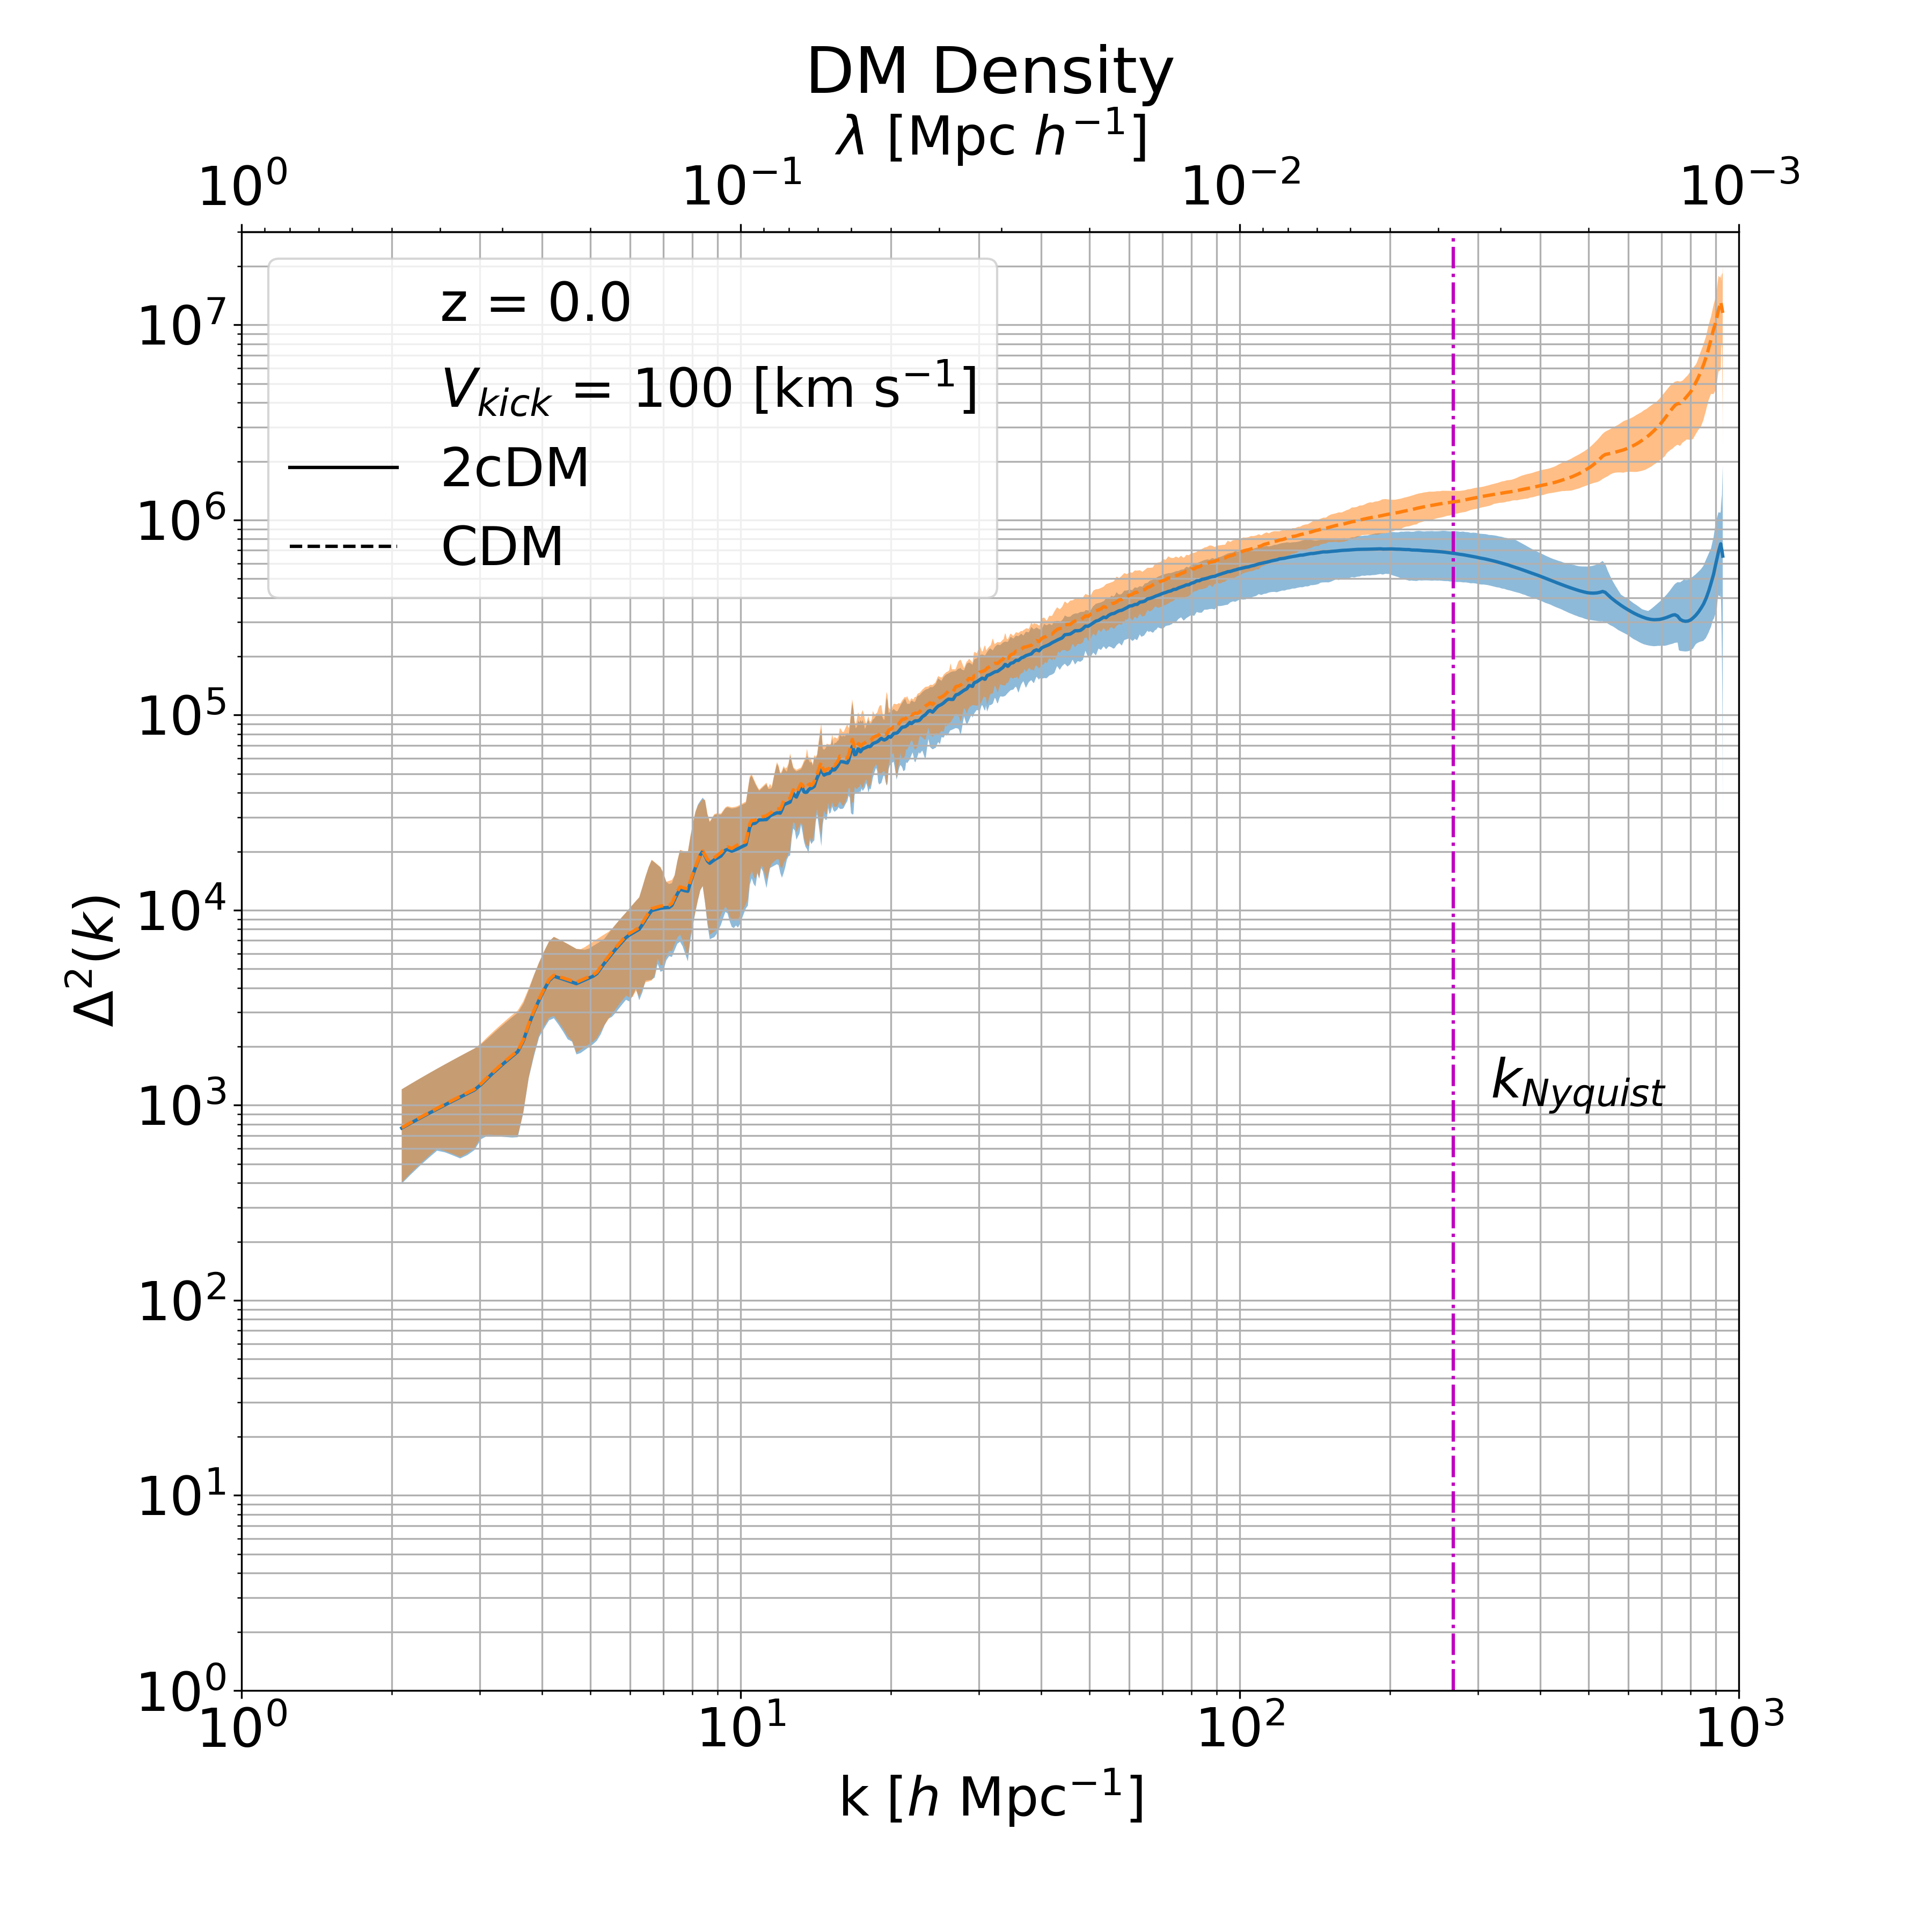 DM Density
λ [Mpc h⁻¹]
10⁰ 10⁻¹ 10⁻² 10⁻³
z = 0.0
V_kick = 100 [km s⁻¹]
2cDM
CDM
10⁷
10⁶
10⁵
10⁴
10³
10²
10¹
10⁰
Δ²(k)
k_Nyquist
10⁰ 10¹ 10² 10³
k [h Mpc⁻¹]